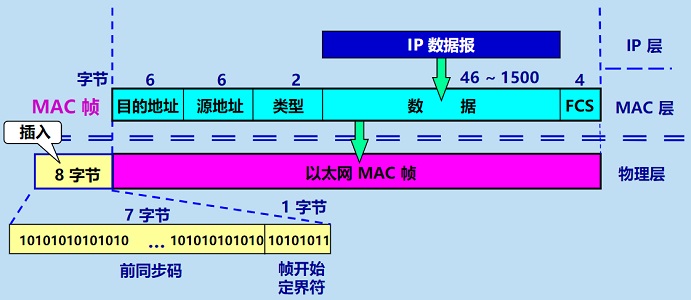 IP 数据报
IP 层
字节
6
6
2
46 ~ 1500
4
MAC 帧
目的地址
源地址
类型
数 据
FCS
MAC 层
插入
8 字节
以太网 MAC 帧
物理层
7 字节
1 字节
10101010101010 ... 101010101010
10101011
前同步码
帧开始
定界符